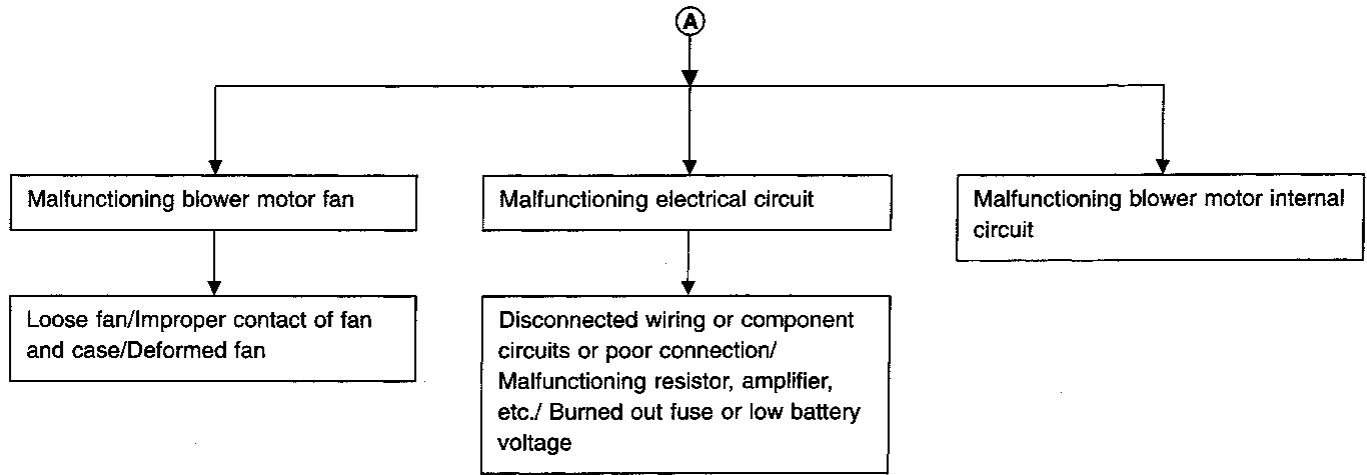 A
Malfunctioning blower motor fan
Malfunctioning electrical circuit
Malfunctioning blower motor internal
circuit
Loose fan/Improper contact of fan
and case/Deformed fan
Disconnected wiring or component
circuits or poor connection/
Malfunctioning resistor, amplifier,
etc./ Burned out fuse or low battery
voltage